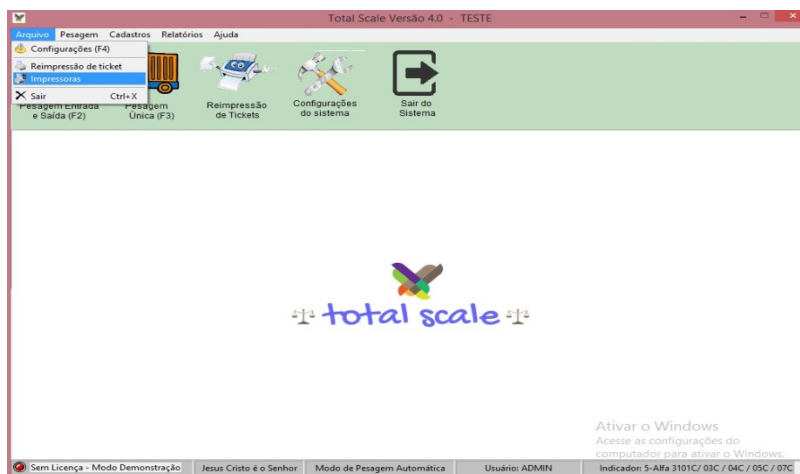 Total Scale Versão 4.0 - TESTE
Arquivo Pesagem Cadastros Relatórios Ajuda
Configurações (F4)
Reimpressão de ticket
Impressoras
Sair Ctrl+X
Pesagem Entrada
e Saída (F2)
Pesagem
Única (F3)
Reimpressão
de Tickets
Configurações
do sistema
Sair do
Sistema
total scale
Ativar o Windows
Acesse as configurações do
computador para ativar o Windows.
Sem Licença - Modo Demonstração Jesus Cristo é o Senhor Modo de Pesagem Automática Usuário: ADMIN Indicador: 5-Alfa 3101C/ 03C / 04C / 05C / 07C